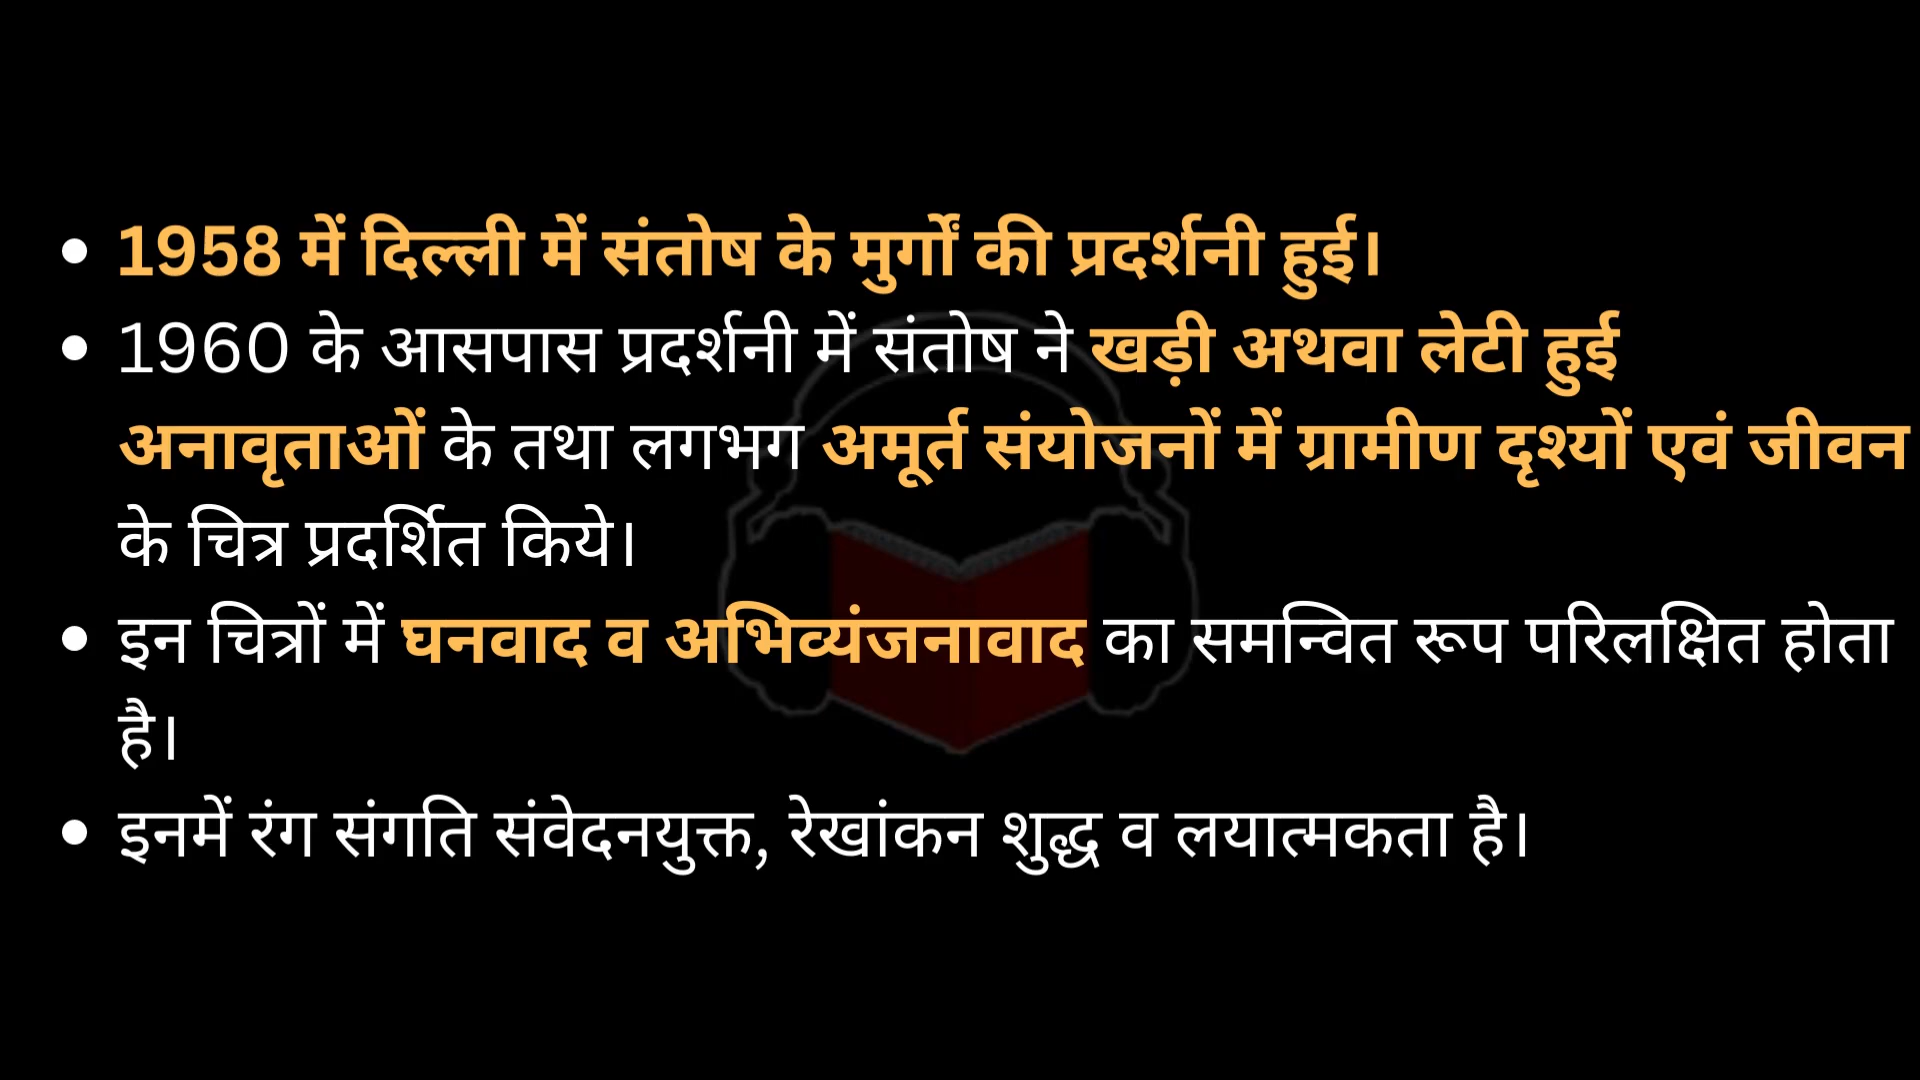 • 1958 में दिल्ली में संतोष के मुर्गों की प्रदर्शनी हुई।
• 1960 के आसपास प्रदर्शनी में संतोष ने खड़ी अथवा लेटी हुई
अनावृताओं के तथा लगभग अमूर्त संयोजनों में ग्रामीण दृश्यों एवं जीवन
के चित्र प्रदर्शित किये।
• इन चित्रों में घनवाद व अभिव्यंजनावाद का समन्वित रूप परिलक्षित होता
है।
• इनमें रंग संगति संवेदनयुक्त, रेखांकन शुद्ध व लयात्मकता है।